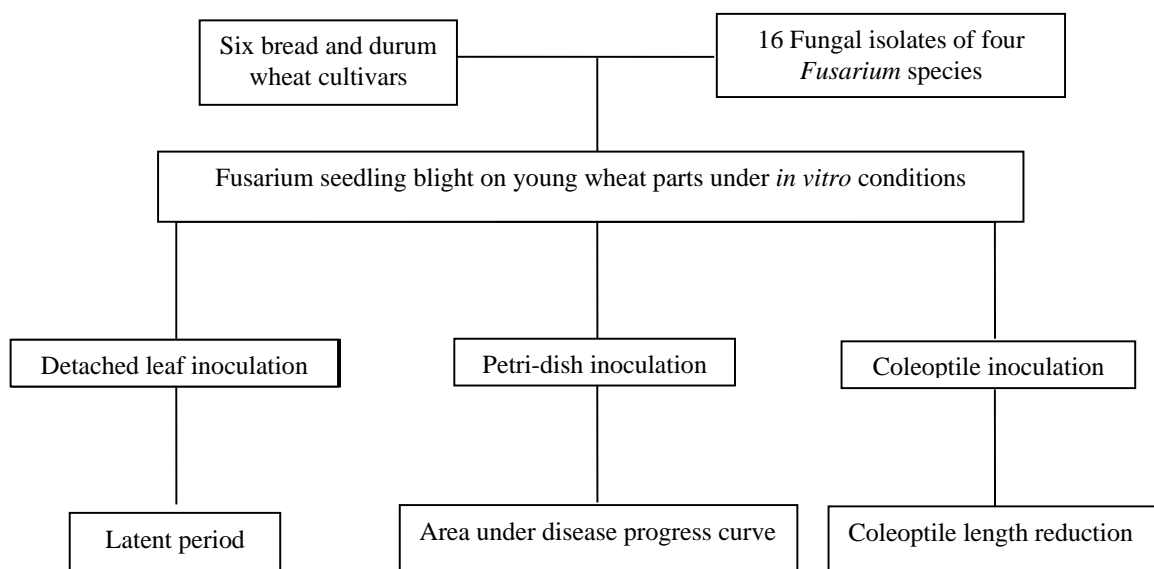 Six bread and durum
wheat cultivars
16 Fungal isolates of four
Fusarium species
Fusarium seedling blight on young wheat parts under in vitro conditions
Detached leaf inoculation
Petri-dish inoculation
Coleoptile inoculation
Latent period
Area under disease progress curve
Coleoptile length reduction